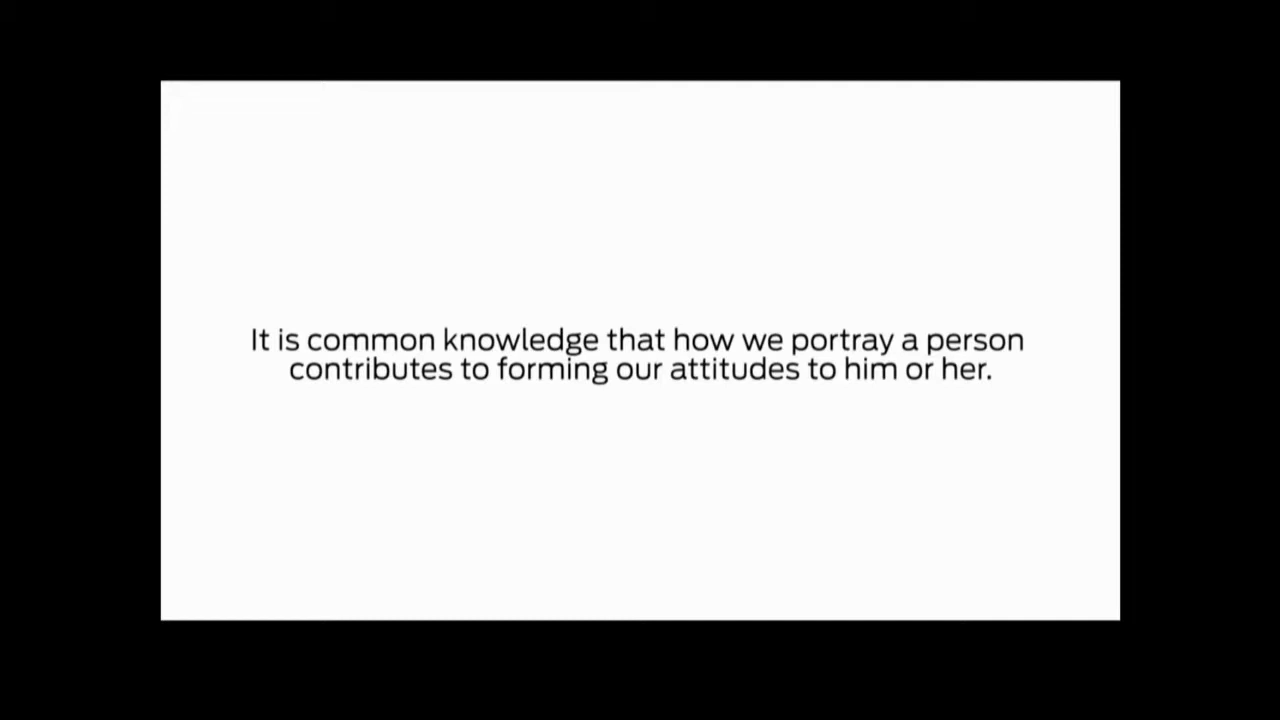 It is common knowledge that how we portray a person
contributes to forming our attitudes to him or her.